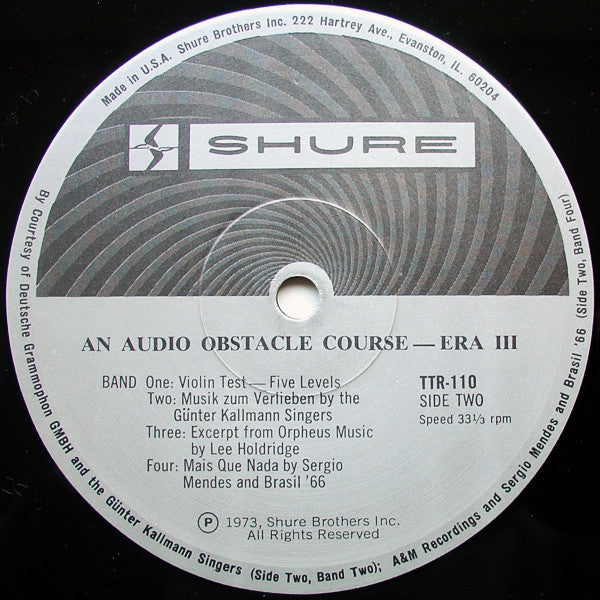 Made in U.S.A. Shure Brothers Inc. 222 Hartrey Ave., Evanston, IL. 60204
SHURE
AN AUDIO OBSTACLE COURSE — ERA III
BAND One: Violin Test — Five Levels
Two: Musik zum Verlieben by the
Günter Kallmann Singers
Three: Excerpt from Orpheus Music
by Lee Holdridge
Four: Mais Que Nada by Sergio
Mendes and Brasil '66
TTR-110
SIDE TWO
Speed 33⅓ rpm
Ⓟ 1973, Shure Brothers Inc.
All Rights Reserved
By Courtesy of Deutsche Grammophon GMBH and the Günter Kallmann Singers (Side Two, Band Two); A&M Recordings and Sergio Mendes and Brasil '66 (Side Two, Band Four)